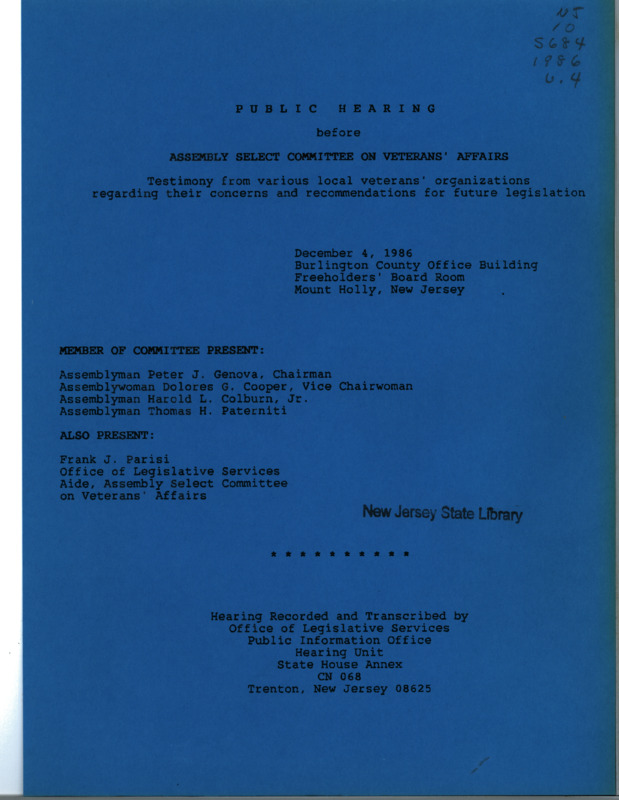 NJ
10
S684
1986
v.4
PUBLIC HEARING
before
ASSEMBLY SELECT COMMITTEE ON VETERANS' AFFAIRS
Testimony from various local veterans' organizations
regarding their concerns and recommendations for future legislation
December 4, 1986
Burlington County Office Building
Freeholders' Board Room
Mount Holly, New Jersey
MEMBER OF COMMITTEE PRESENT:
Assemblyman Peter J. Genova, Chairman
Assemblywoman Dolores G. Cooper, Vice Chairwoman
Assemblyman Harold L. Colburn, Jr.
Assemblyman Thomas H. Paterniti
ALSO PRESENT:
Frank J. Parisi
Office of Legislative Services
Aide, Assembly Select Committee
on Veterans' Affairs
New Jersey State Library
* * * * * * * * * *
Hearing Recorded and Transcribed by
Office of Legislative Services
Public Information Office
Hearing Unit
State House Annex
CN 068
Trenton, New Jersey 08625